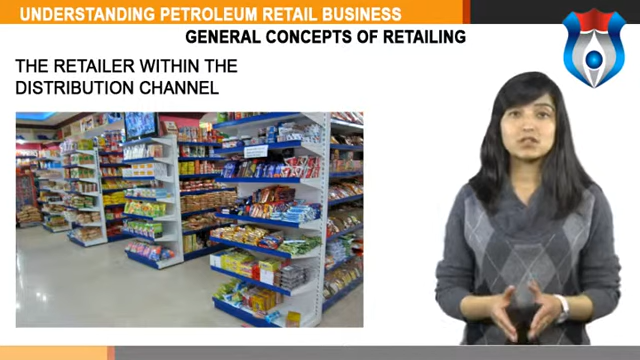 UNDERSTANDING PETROLEUM RETAIL BUSINESS
GENERAL CONCEPTS OF RETAILING
THE RETAILER WITHIN THE
DISTRIBUTION CHANNEL